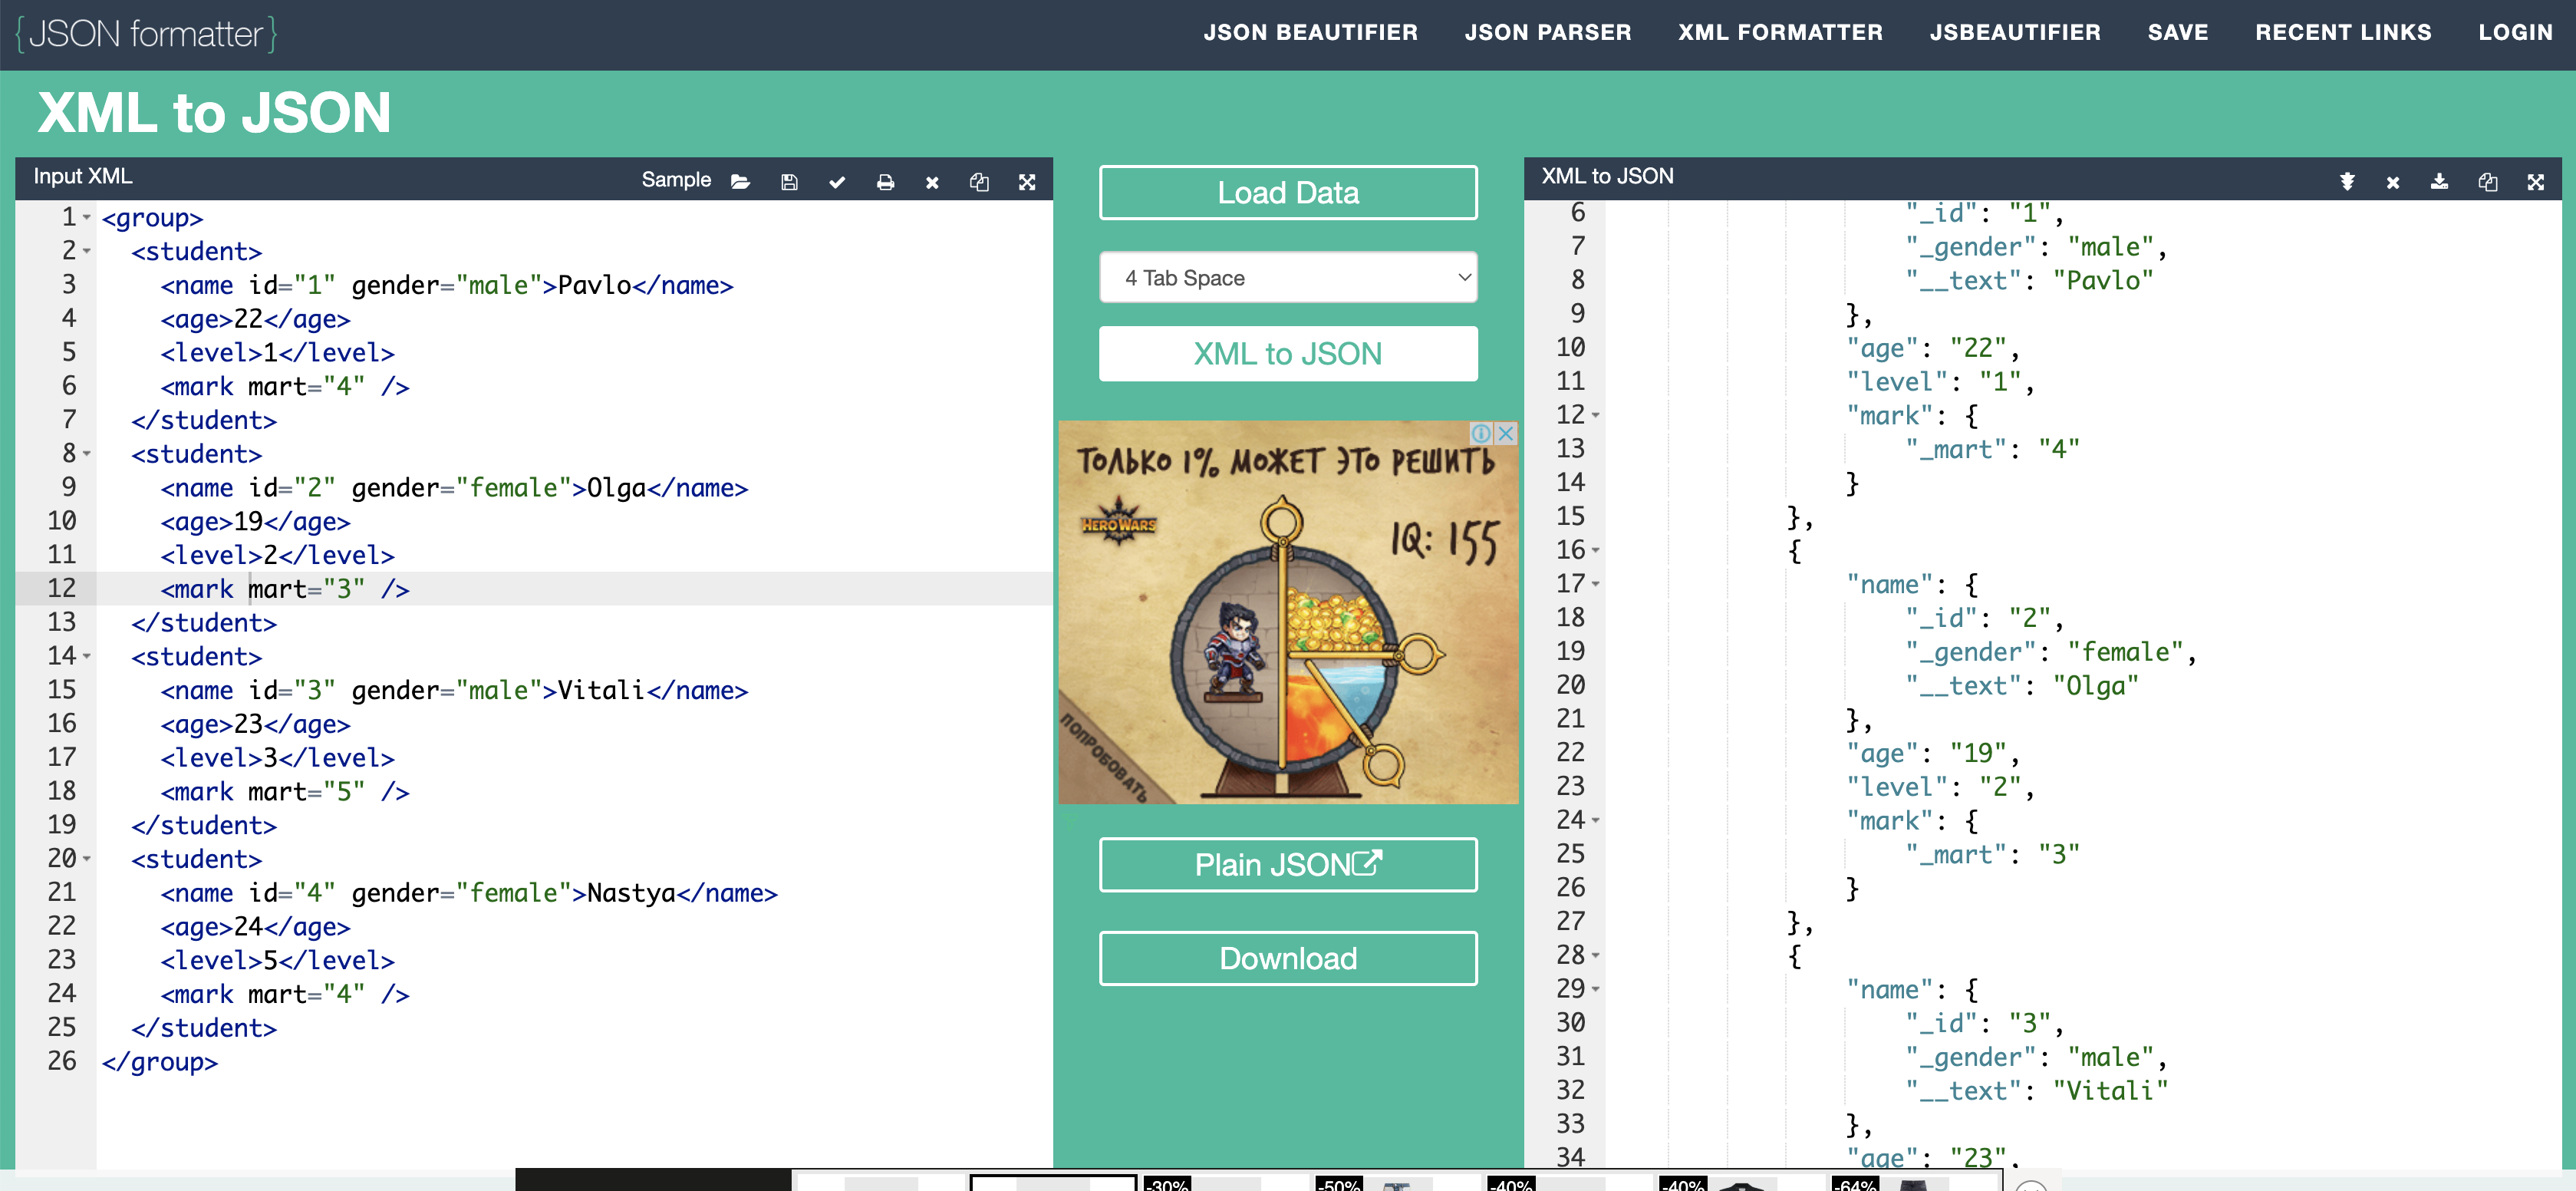 {JSON formatter}
JSON BEAUTIFIER JSON PARSER XML FORMATTER JSBEAUTIFIER SAVE RECENT LINKS LOGIN
XML to JSON
Input XML Sample
1 <group>
2 <student>
3 <name id="1" gender="male">Pavlo</name>
4 <age>22</age>
5 <level>1</level>
6 <mark mart="4" />
7 </student>
8 <student>
9 <name id="2" gender="female">Olga</name>
10 <age>19</age>
11 <level>2</level>
12 <mark mart="3" />
13 </student>
14 <student>
15 <name id="3" gender="male">Vitali</name>
16 <age>23</age>
17 <level>3</level>
18 <mark mart="5" />
19 </student>
20 <student>
21 <name id="4" gender="female">Nastya</name>
22 <age>24</age>
23 <level>5</level>
24 <mark mart="4" />
25 </student>
26 </group>
Load Data
4 Tab Space
XML to JSON
ТОЛЬКО 1% МОЖЕТ ЭТО РЕШИТЬ
HERO WARS
IQ: 155
ПОПРОБОВАТЬ
Plain JSON
Download
XML to JSON
6 "_id": "1",
7 "_gender": "male",
8 "__text": "Pavlo"
9 },
10 "age": "22",
11 "level": "1",
12 "mark": {
13 "_mart": "4"
14 }
15 },
16 {
17 "name": {
18 "_id": "2",
19 "_gender": "female",
20 "__text": "Olga"
21 },
22 "age": "19",
23 "level": "2",
24 "mark": {
25 "_mart": "3"
26 }
27 },
28 {
29 "name": {
30 "_id": "3",
31 "_gender": "male",
32 "__text": "Vitali"
33 },
34 "age": "23",
-30% -50% -40% -40% -64%